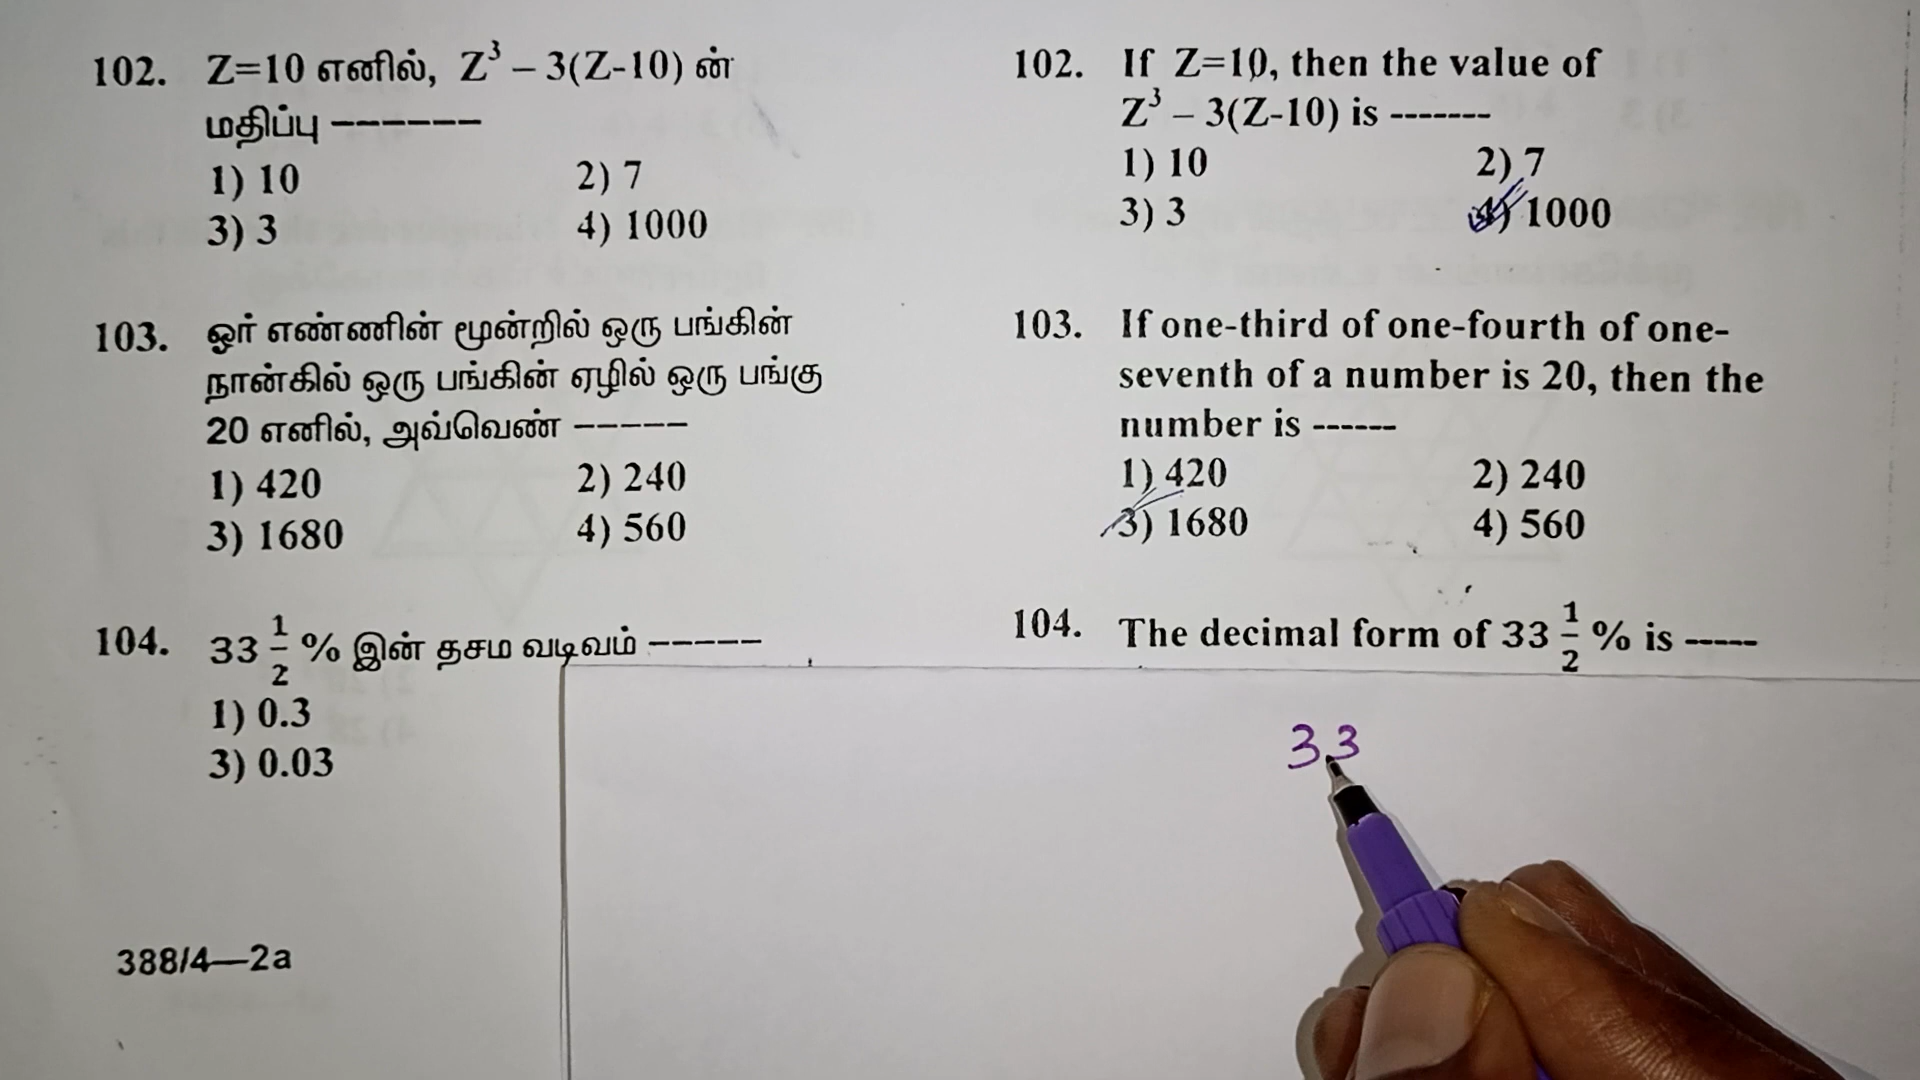 102. Z=10 எனில், Z³ – 3(Z-10) ன்
மதிப்பு ------
1) 10 2) 7
3) 3 4) 1000
103. ஓர் எண்ணின் மூன்றில் ஒரு பங்கின்
நான்கில் ஒரு பங்கின் ஏழில் ஒரு பங்கு
20 எனில், அவ்வெண் -----
1) 420 2) 240
3) 1680 4) 560
104. 33 1/2 % இன் தசம வடிவம் -----
1) 0.3
3) 0.03
388/4—2a
102. If Z=10, then the value of
Z³ – 3(Z-10) is -------
1) 10 2) 7
3) 3 4) 1000
103. If one-third of one-fourth of one-
seventh of a number is 20, then the
number is ------
1) 420 2) 240
3) 1680 4) 560
104. The decimal form of 33 1/2 % is -----
33